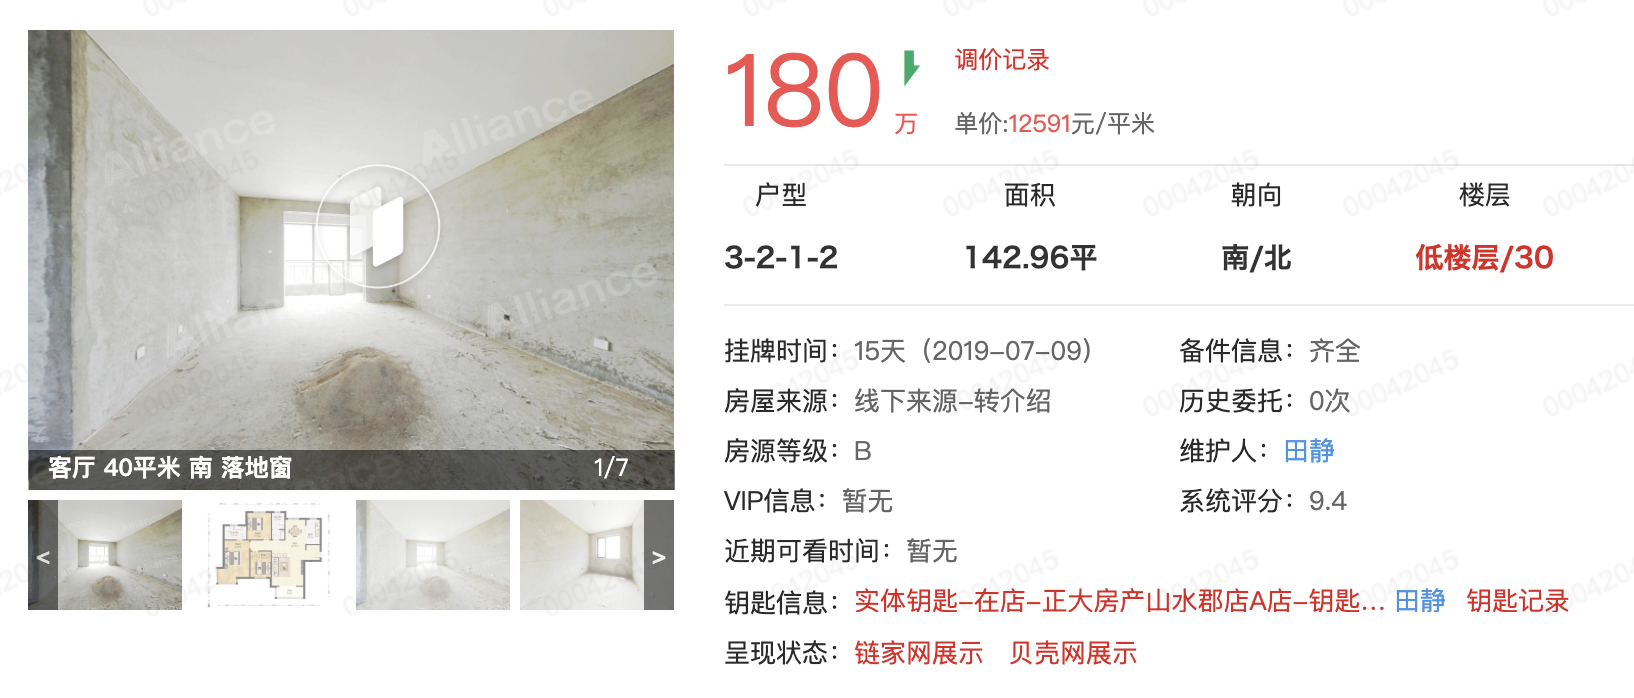 180万
调价记录
单价:12591元/平米
户型 面积 朝向 楼层
3-2-1-2 142.96平 南/北 低楼层/30
挂牌时间：15天（2019-07-09） 备件信息：齐全
房屋来源：线下来源-转介绍 历史委托：0次
房源等级：B 维护人：田静
VIP信息：暂无 系统评分：9.4
近期可看时间：暂无
钥匙信息：实体钥匙-在店-正大房产山水郡店A店-钥匙... 田静 钥匙记录
呈现状态：链家网展示 贝壳网展示
Alliance
Alliance
Alliance
Alliance
客厅 40平米 南 落地窗 1/7
< >
00042045